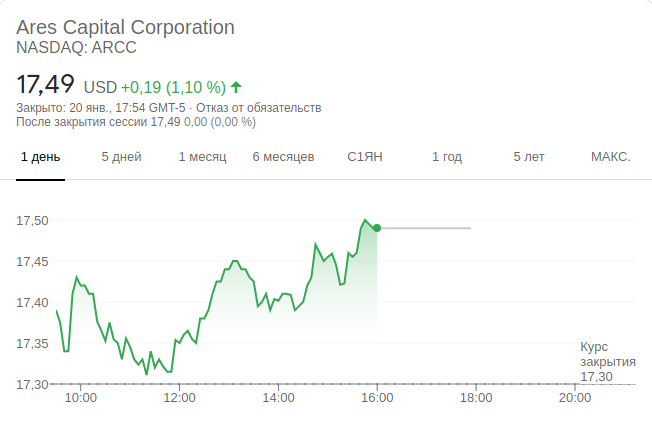 Ares Capital Corporation
NASDAQ: ARCC
17,49 USD +0,19 (1,10 %)
Закрыто: 20 янв., 17:54 GMT-5 · Отказ от обязательств
После закрытия сессии 17,49 0,00 (0,00 %)
1 день 5 дней 1 месяц 6 месяцев С1ЯН 1 год 5 лет МАКС.
17,50
17,45
17,40
17,35
17,30
Курс
закрытия
17,30
10:00 12:00 14:00 16:00 18:00 20:00